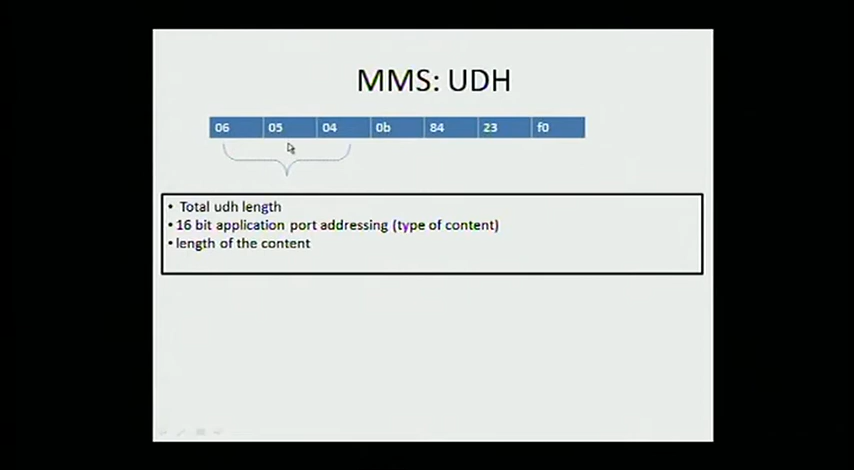 MMS: UDH
06 05 04 0b 84 23 f0
• Total udh length
• 16 bit application port addressing (type of content)
• length of the content